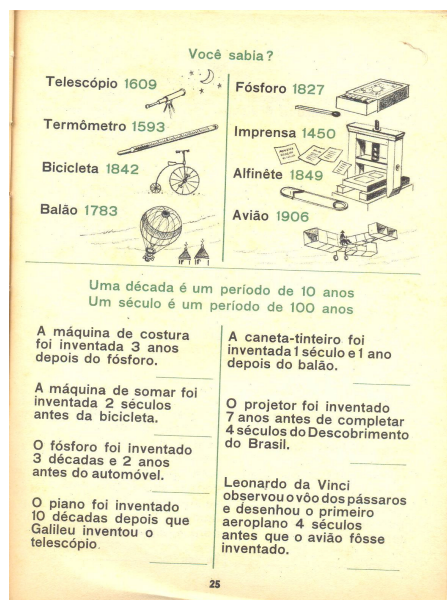 Você sabia?
Telescópio 1609
Termômetro 1593
Bicicleta 1842
Balão 1783
Fósforo 1827
Imprensa 1450
Alfinête 1849
Avião 1906
Uma década é um período de 10 anos
Um século é um período de 100 anos
A máquina de costura
foi inventada 3 anos
depois do fósforo.
A máquina de somar foi
inventada 2 séculos
antes da bicicleta.
O fósforo foi inventado
3 décadas e 2 anos
antes do automóvel.
O piano foi inventado
10 décadas depois que
Galileu inventou o
telescópio.
A caneta-tinteiro foi
inventada 1 século e 1 ano
depois do balão.
O projetor foi inventado
7 anos antes de completar
4 séculos do Descobrimento
do Brasil.
Leonardo da Vinci
observou o vôo dos pássaros
e desenhou o primeiro
aeroplano 4 séculos
antes que o avião fôsse
inventado.
25